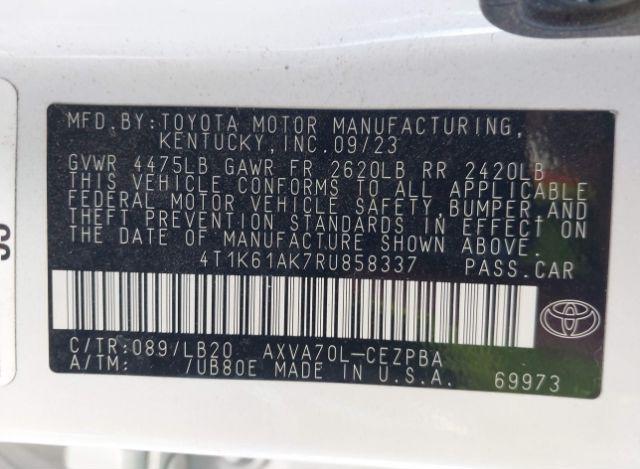 MFD. BY: TOYOTA MOTOR MANUFACTURING,
KENTUCKY, INC. 09/23
GVWR 4475LB GAWR FR 2620LB RR 2420LB
THIS VEHICLE CONFORMS TO ALL APPLICABLE
FEDERAL MOTOR VEHICLE SAFETY, BUMPER, AND
THEFT PREVENTION STANDARDS IN EFFECT ON
THE DATE OF MANUFACTURE SHOWN ABOVE.
4T1K61AK7RU858337 PASS.CAR
C/TR:089/LB20 AXVA70L-CEZPBA
A/TM: /UB80E MADE IN U.S.A. 69973